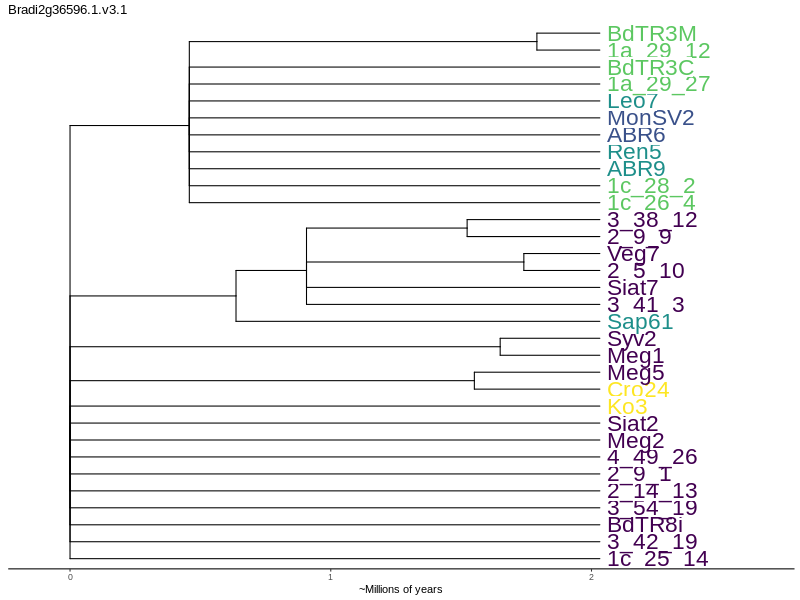 Bradi2g36596.1.v3.1
BdTR3M
1a_29_12
BdTR3C
1a_29_27
Leo7
MonSV2
ABR6
Ren5
ABR9
1c_28_2
1c_26_4
3_38_12
2_9_9
Veg7
2_5_10
Siat7
3_41_3
Sap61
Syv2
Meg1
Meg5
Cro24
Ko3
Siat2
Meg2
4_49_26
2_9_1
2_14_13
3_54_19
BdTR8i
3_42_19
1c_25_14
0 1 2
~Millions of years